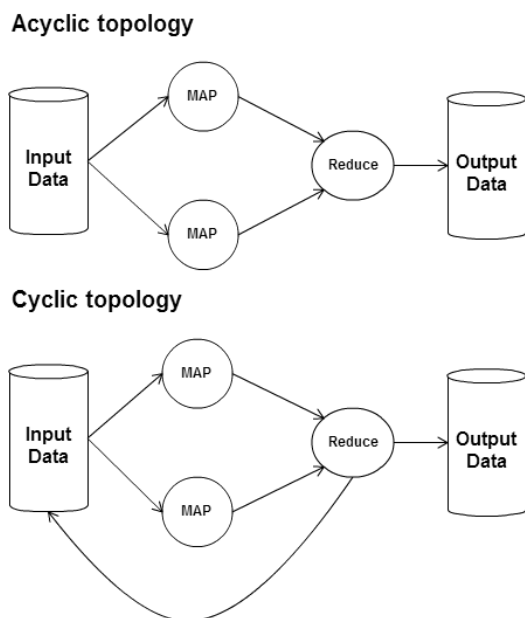 Acyclic topology
MAP
Input
Data
Reduce
Output
Data
MAP
Cyclic topology
MAP
Input
Data
Reduce
Output
Data
MAP